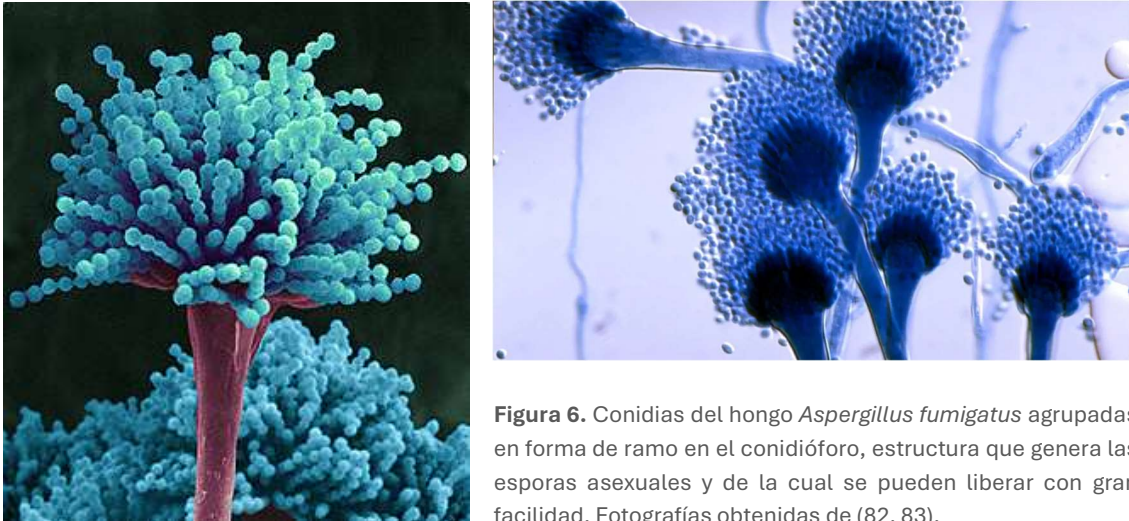 Figura 6. Conidias del hongo Aspergillus fumigatus agrupadas
en forma de ramo en el conidióforo, estructura que genera las
esporas asexuales y de la cual se pueden liberar con gran
facilidad. Fotografías obtenidas de (82, 83).